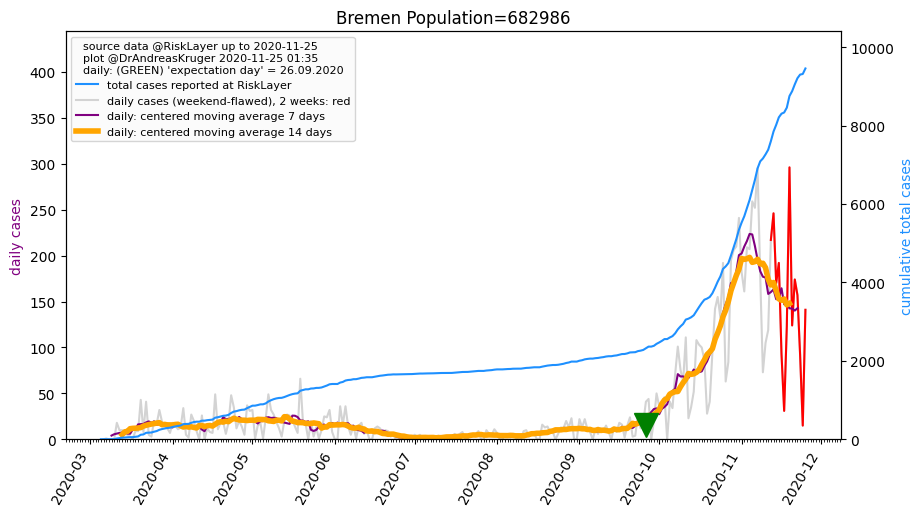 Bremen Population=682986
source data @RiskLayer up to 2020-11-25
plot @DrAndreasKruger 2020-11-25 01:35
daily: (GREEN) 'expectation day' = 26.09.2020
total cases reported at RiskLayer
daily cases (weekend-flawed), 2 weeks: red
daily: centered moving average 7 days
daily: centered moving average 14 days
daily cases
400
350
300
250
200
150
100
50
0
10000
8000
6000
4000
2000
0
cumulative total cases
2020-03
2020-04
2020-05
2020-06
2020-07
2020-08
2020-09
2020-10
2020-11
2020-12